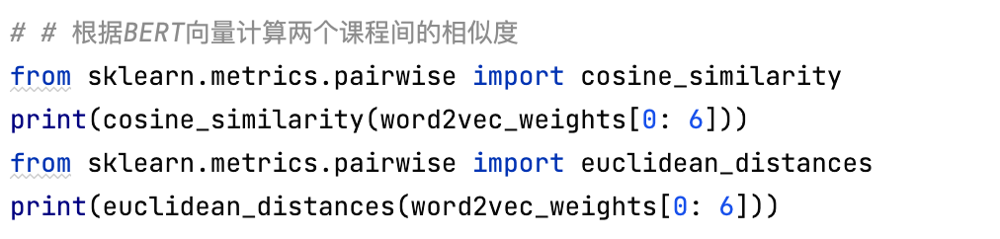 # # 根据BERT向量计算两个课程间的相似度
from sklearn.metrics.pairwise import cosine_similarity
print(cosine_similarity(word2vec_weights[0: 6]))
from sklearn.metrics.pairwise import euclidean_distances
print(euclidean_distances(word2vec_weights[0: 6]))